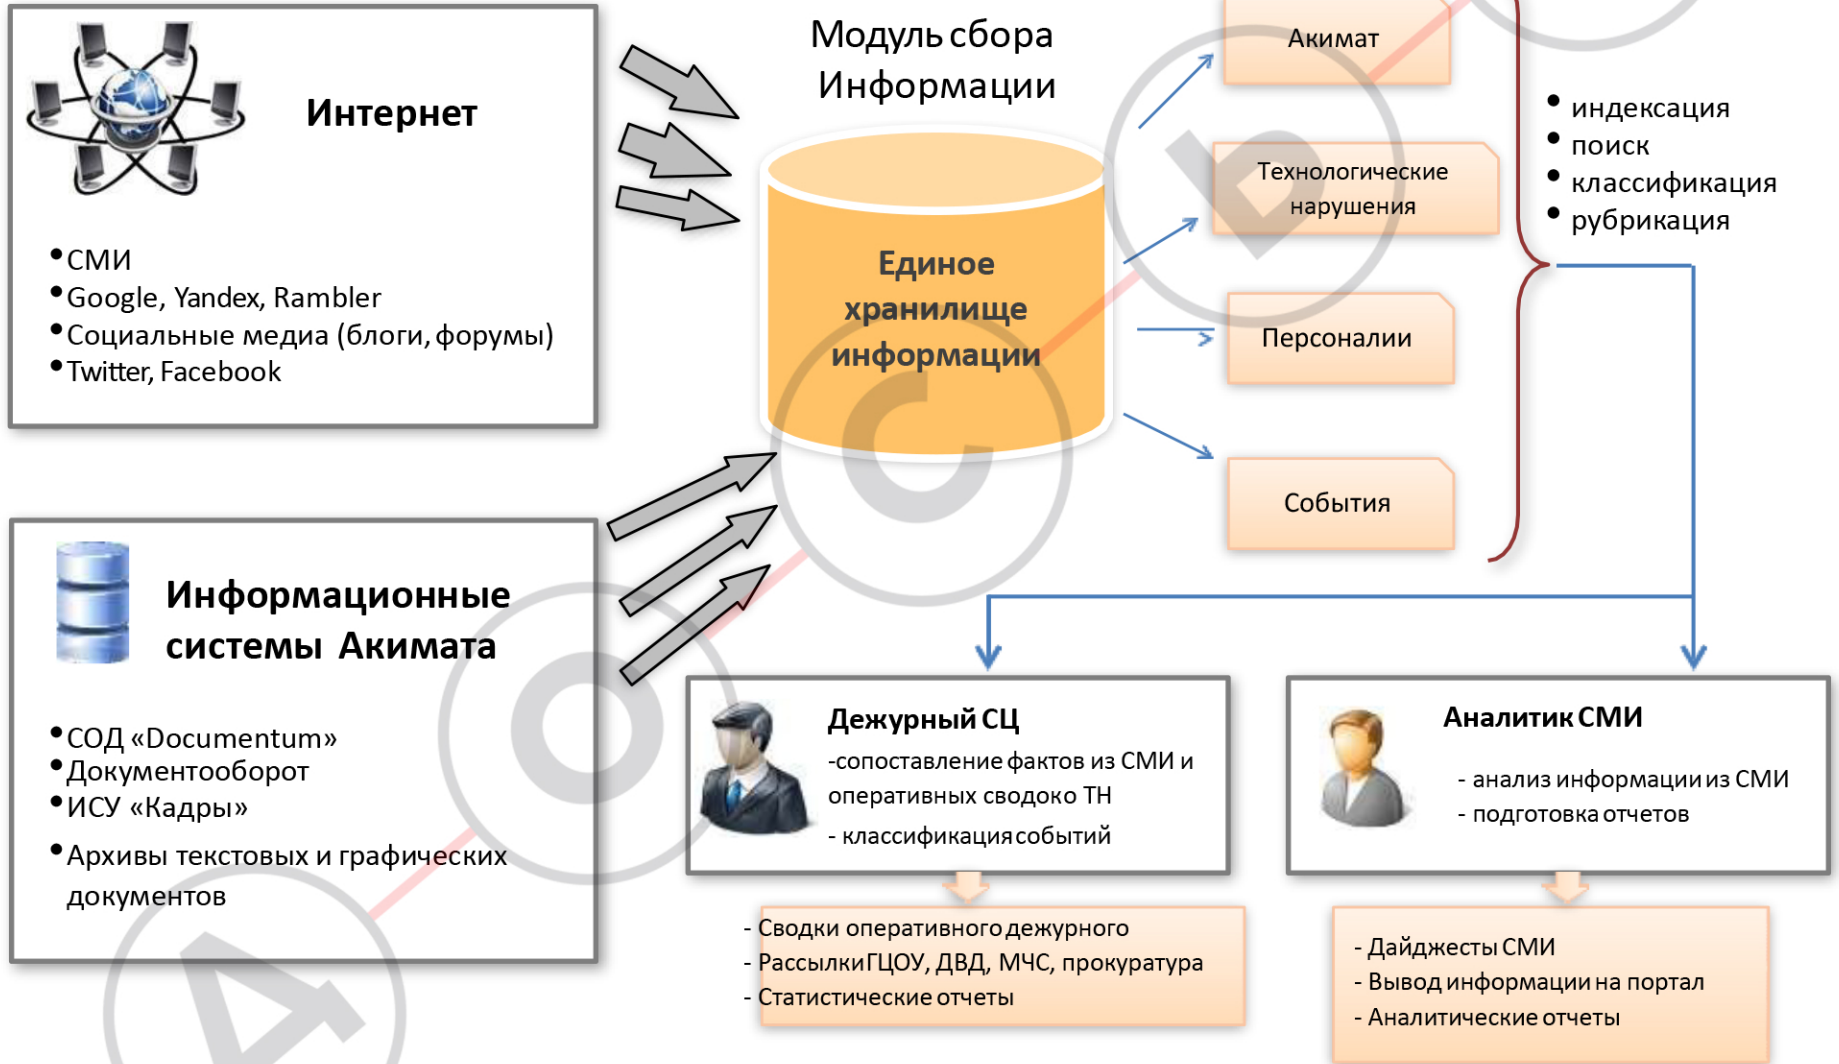 Интернет
• СМИ
• Google, Yandex, Rambler
• Социальные медиа (блоги, форумы)
• Twitter, Facebook
Информационные
системы Акимата
• СОД «Documentum»
• Документооборот
• ИСУ «Кадры»
• Архивы текстовых и графических
документов
Модуль сбора
Информации
Единое
хранилище
информации
Акимат
Технологические
нарушения
Персоналии
События
• индексация
• поиск
• классификация
• рубрикация
Дежурный СЦ
-сопоставление фактов из СМИ и
оперативных сводоко ТН
- классификация событий
- Сводки оперативного дежурного
- Рассылки ГЦОУ, ДВД, МЧС, прокуратура
- Статистические отчеты
Аналитик СМИ
- анализ информации из СМИ
- подготовка отчетов
- Дайджесты СМИ
- Вывод информации на портал
- Аналитические отчеты
Д
О
С
Ь